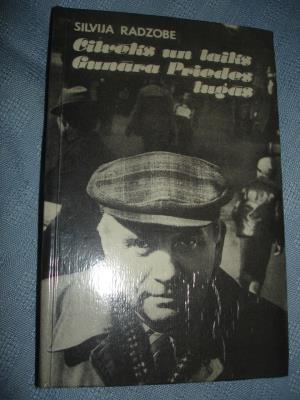 SILVIJA RADZOBE
Cilvēks un laiks
Gunāra Priedes
lugās